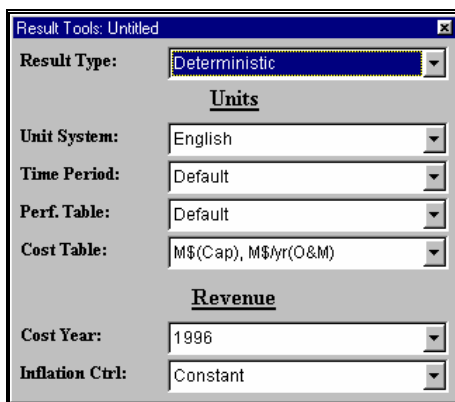 Result Tools: Untitled
Result Type: Deterministic
Units
Unit System: English
Time Period: Default
Perf. Table: Default
Cost Table: M$(Cap), M$/yr(O&M)
Revenue
Cost Year: 1996
Inflation Ctrl: Constant